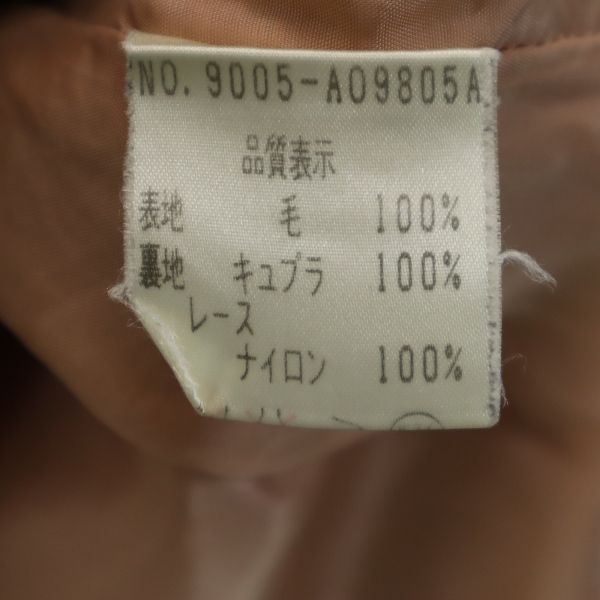 NO. 9005-A09805A
品質表示
表地 毛 100%
裏地 キュプラ 100%
レース
ナイロン 100%